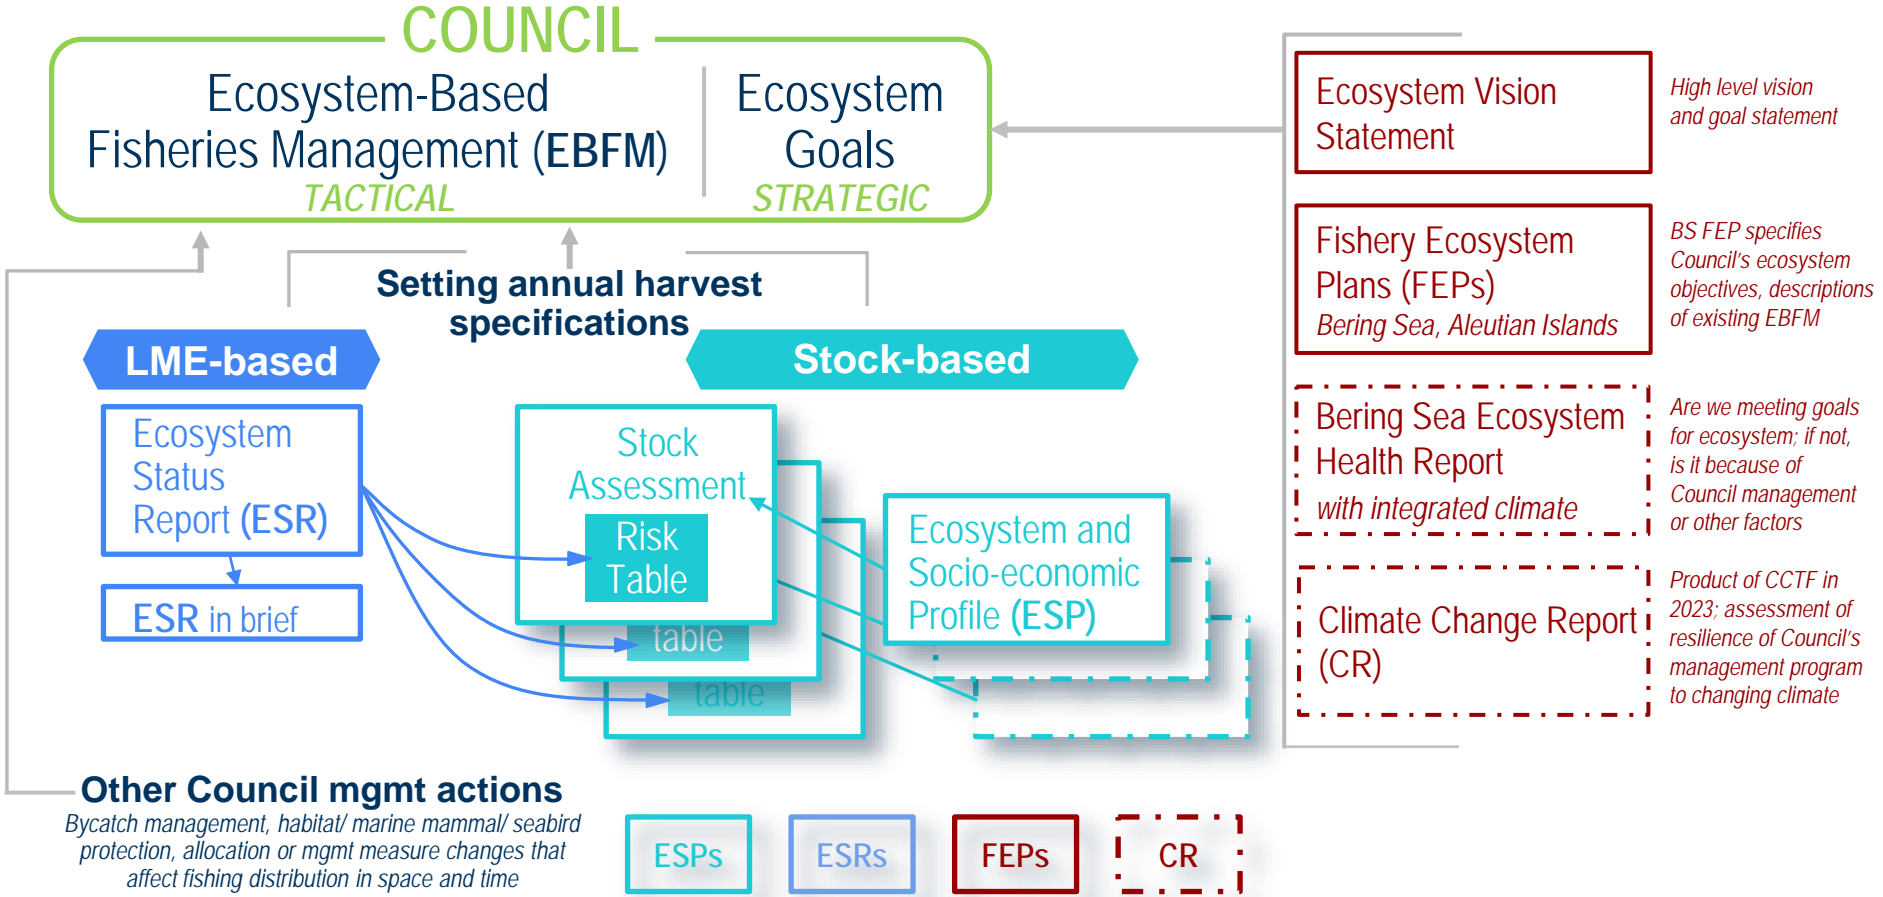 COUNCIL
Ecosystem-Based
Fisheries Management (EBFM)
TACTICAL
Ecosystem
Goals
STRATEGIC
Setting annual harvest
specifications
LME-based
Stock-based
Ecosystem
Status
Report (ESR)
ESR in brief
Stock
Assessment
Risk
Table
table
table
Ecosystem and
Socio-economic
Profile (ESP)
Other Council mgmt actions
Bycatch management, habitat/ marine mammal/ seabird
protection, allocation or mgmt measure changes that
affect fishing distribution in space and time
Ecosystem Vision
Statement
High level vision
and goal statement
Fishery Ecosystem
Plans (FEPs)
Bering Sea, Aleutian Islands
BS FEP specifies
Council's ecosystem
objectives, descriptions
of existing EBFM
Bering Sea Ecosystem
Health Report
with integrated climate
Are we meeting goals
for ecosystem; if not,
is it because of
Council management
or other factors
Climate Change Report
(CR)
Product of CCTF in
2023; assessment of
resilience of Council's
management program
to changing climate
ESPs
ESRs
FEPs
CR